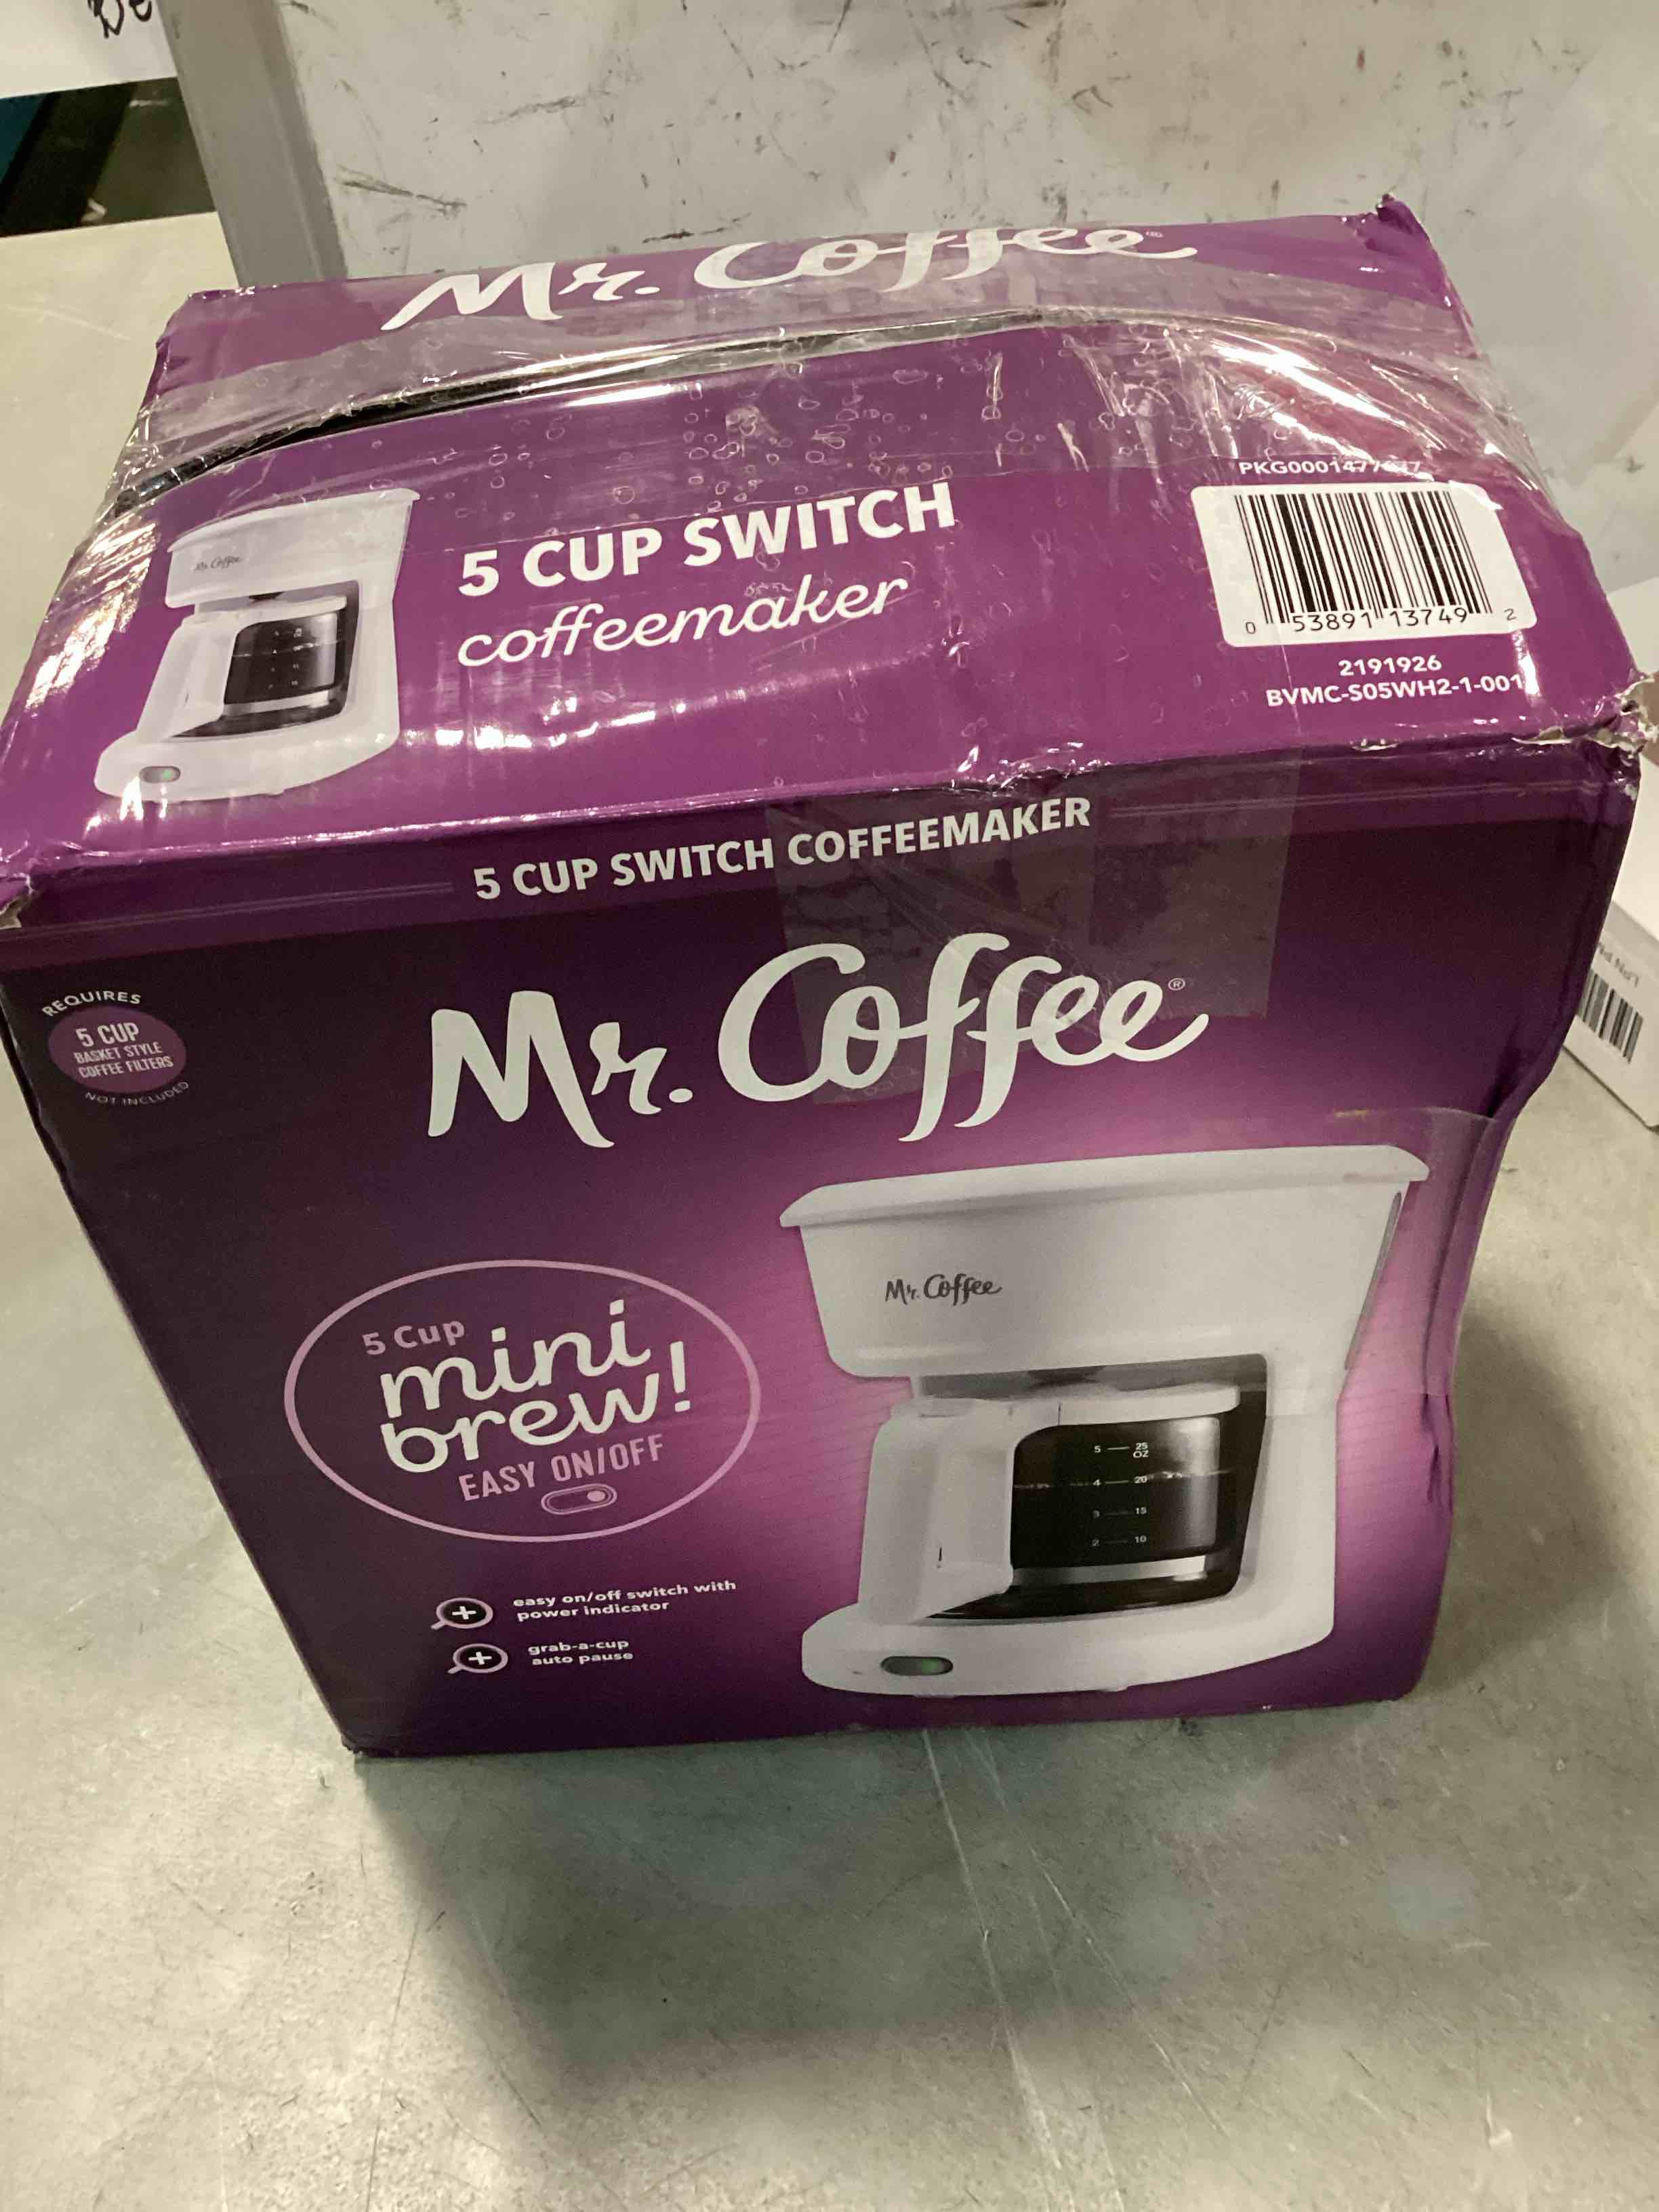 De
Mr. Coffee®
Mr. Coffee
5 CUP SWITCH
coffeemaker
0 53891 13749 2
2191926
BVMC-S05WH2-1-001
5 CUP SWITCH COFFEEMAKER
Mr. Coffee®
REQUIRES
5 CUP
BASKET STYLE
COFFEE FILTERS
NOT INCLUDED
Mr. Coffee
5 Cup
mini
brew!
EASY ON/OFF
5 25
OZ
4 20
3 15
2 10
easy on/off switch with
power indicator
grab-a-cup
auto pause